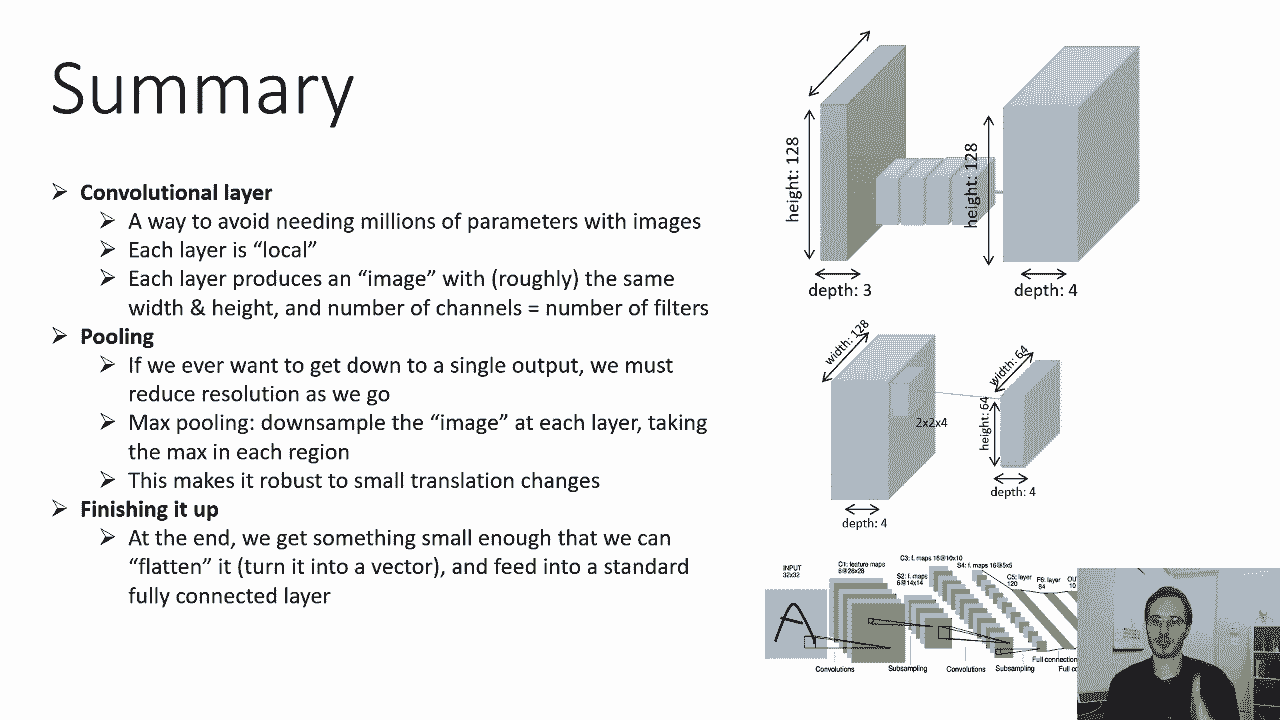 Summary
➢ Convolutional layer
➢ A way to avoid needing millions of parameters with images
➢ Each layer is “local”
➢ Each layer produces an “image” with (roughly) the same
width & height, and number of channels = number of filters
➢ Pooling
➢ If we ever want to get down to a single output, we must
reduce resolution as we go
➢ Max pooling: downsample the “image” at each layer, taking
the max in each region
➢ This makes it robust to small translation changes
➢ Finishing it up
➢ At the end, we get something small enough that we can
“flatten” it (turn it into a vector), and feed into a standard
fully connected layer
height: 128
depth: 3
height: 128
depth: 4
width: 128
depth: 4
2x2x4
width: 64
height: 64
depth: 4
INPUT
32x32
A
C1: feature maps
6@28x28
S2: f. maps
6@14x14
C3: f. maps 16@10x10
S4: f. maps 16@5x5
C5: layer
120
F6: layer
84
10
Convolutions
Subsampling
Convolutions
Subsampling
Full connection
Full